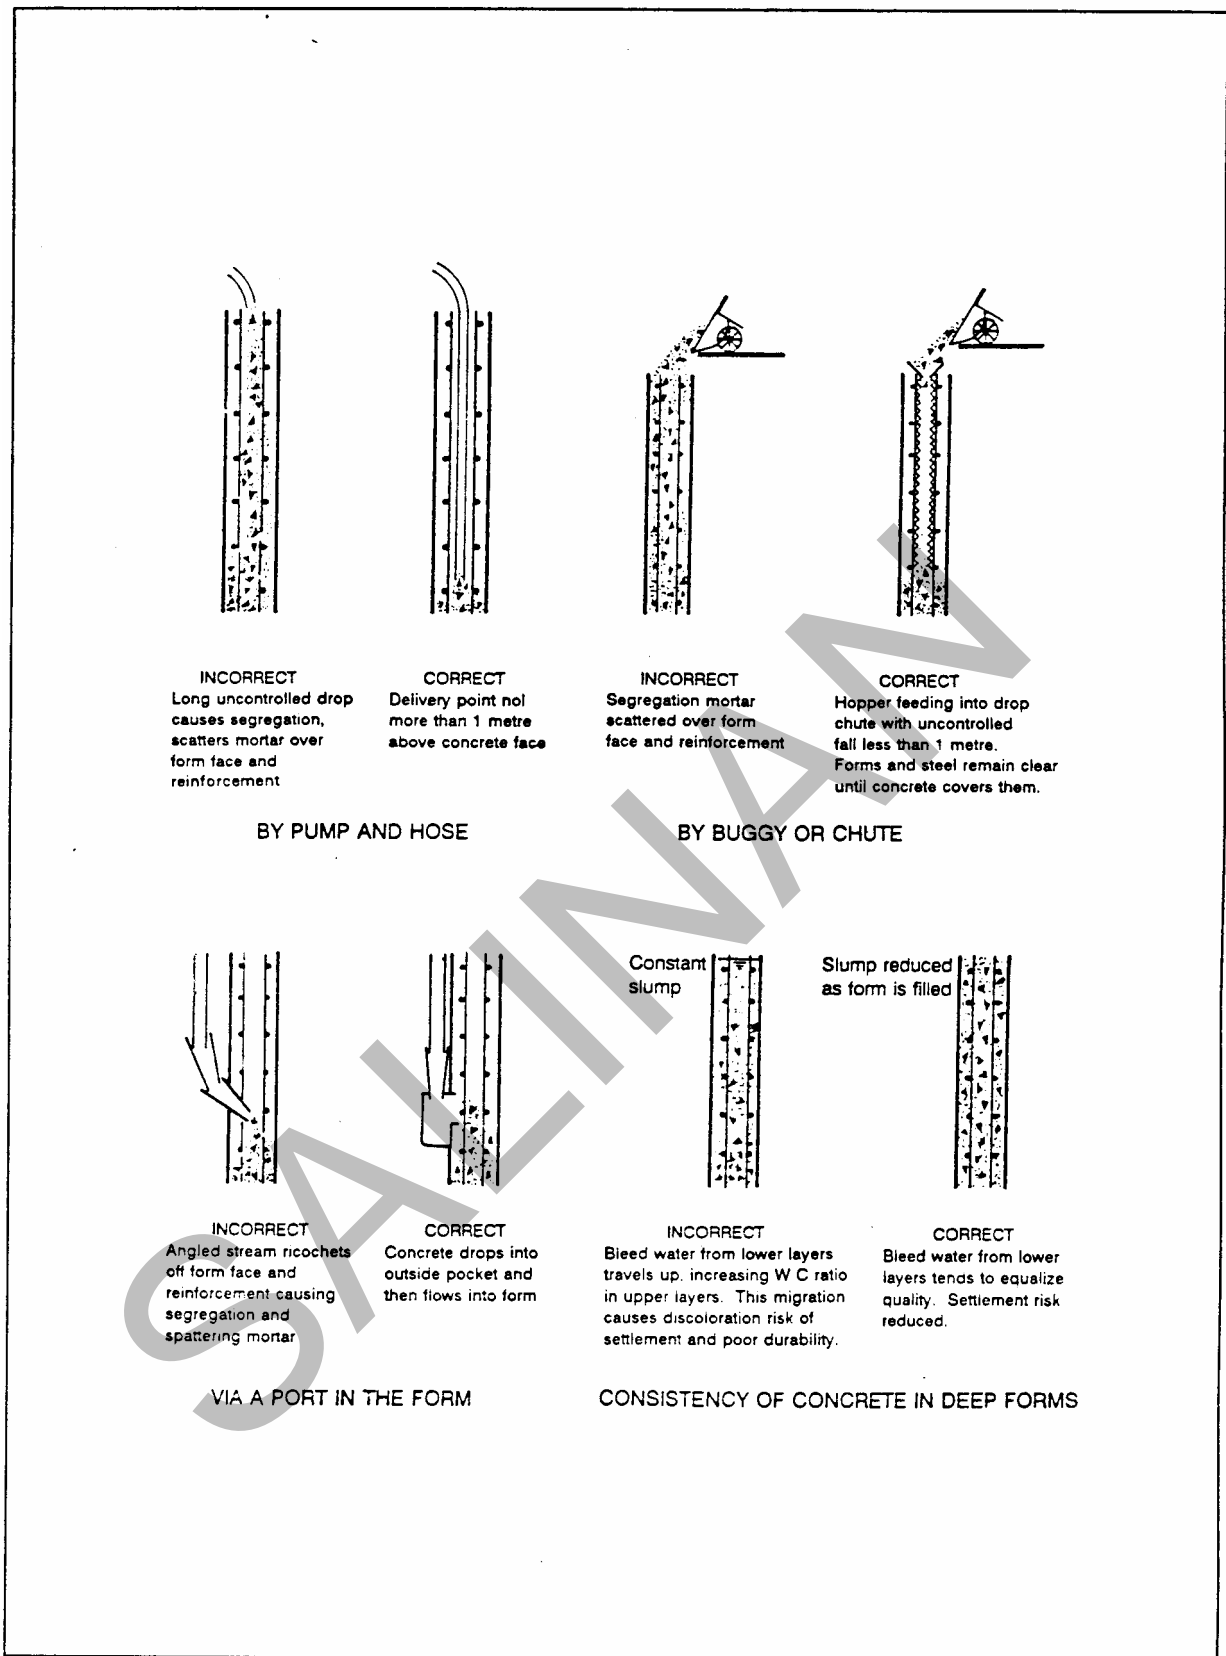 INCORRECT
Long uncontrolled drop
causes segregation,
scatters mortar over
form face and
reinforcement
CORRECT
Delivery point not
more than 1 metre
above concrete face
BY PUMP AND HOSE
INCORRECT
Segregation mortar
scattered over form
face and reinforcement
CORRECT
Hopper feeding into drop
chute with uncontrolled
fall less than 1 metre.
Forms and steel remain clear
until concrete covers them.
BY BUGGY OR CHUTE
INCORRECT
Angled stream ricochets
off form face and
reinforcement causing
segregation and
spattering mortar
CORRECT
Concrete drops into
outside pocket and
then flows into form
VIA A PORT IN THE FORM
Constant
slump
INCORRECT
Bleed water from lower layers
travels up, increasing W C ratio
in upper layers. This migration
causes discoloration risk of
settlement and poor durability.
Slump reduced
as form is filled
CORRECT
Bleed water from lower
layers tends to equalize
quality. Settlement risk
reduced.
CONSISTENCY OF CONCRETE IN DEEP FORMS
SALINAN